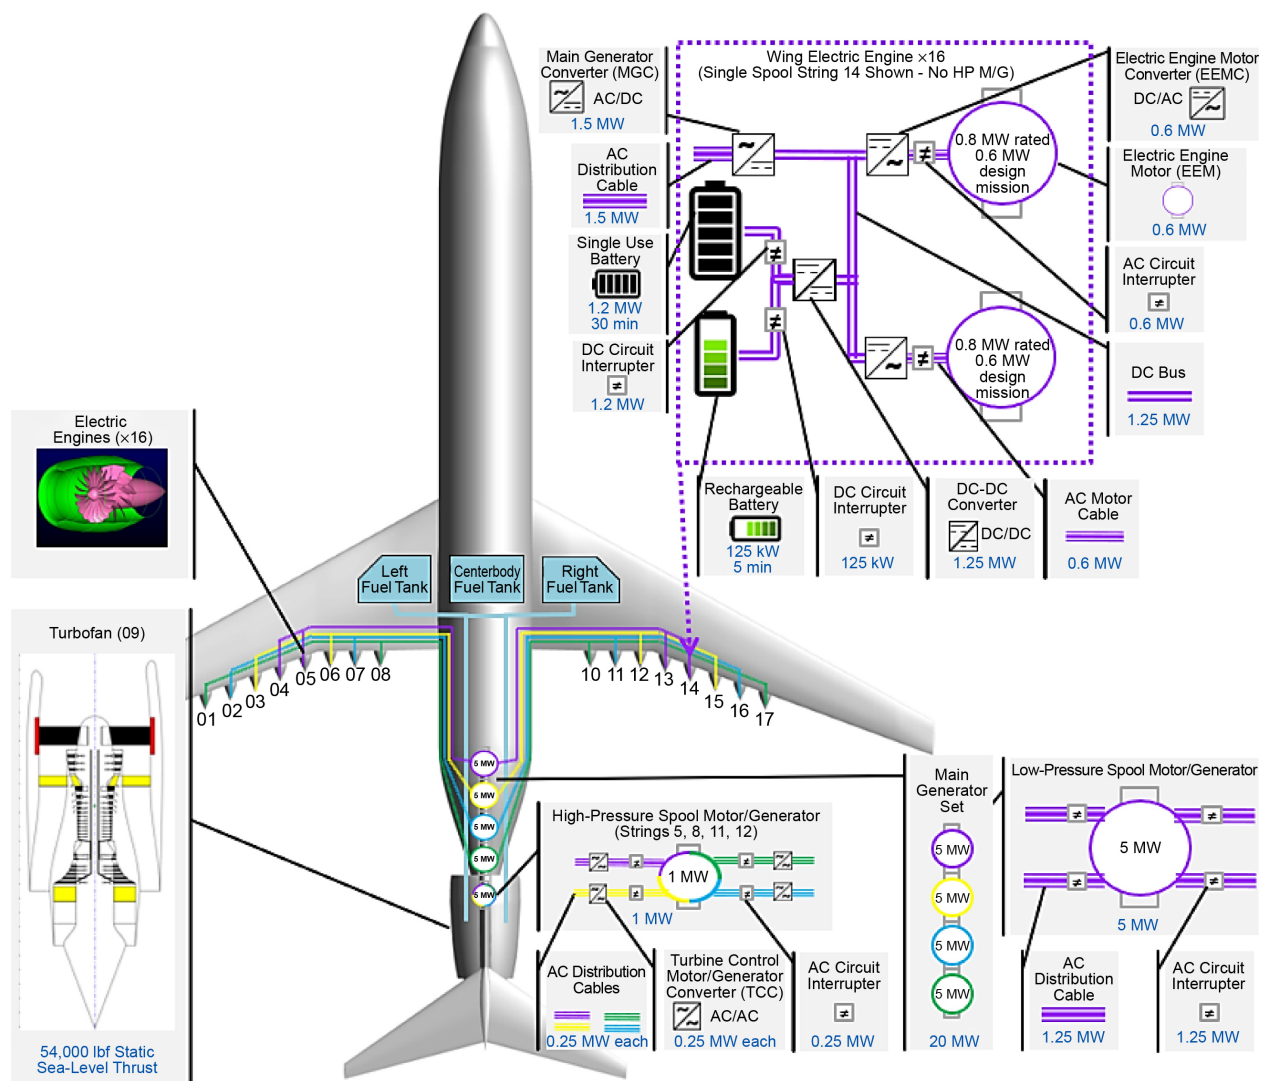 Main Generator
Converter (MGC)
AC/DC
1.5 MW
AC
Distribution
Cable
1.5 MW
Single Use
Battery
1.2 MW
30 min
DC Circuit
Interrupter
≠
1.2 MW
Wing Electric Engine ×16
(Single Spool String 14 Shown - No HP M/G)
≠
0.8 MW rated
0.6 MW
design
mission
≠
≠
≠
0.8 MW rated
0.6 MW
design
mission
Electric Engine Motor
Converter (EEMC)
DC/AC
0.6 MW
Electric Engine
Motor (EEM)
0.6 MW
AC Circuit
Interrupter
≠
0.6 MW
DC Bus
1.25 MW
Rechargeable
Battery
125 kW
5 min
DC Circuit
Interrupter
≠
125 kW
DC-DC
Converter
DC/DC
1.25 MW
AC Motor
Cable
0.6 MW
Electric
Engines (×16)
Left
Fuel Tank
Centerbody
Fuel Tank
Right
Fuel Tank
01
02
03
04
05
06
07
08
10
11
12
13
14
15
16
17
Turbofan (09)
54,000 lbf Static
Sea-Level Thrust
5 MW
5 MW
5 MW
5 MW
5 MW
High-Pressure Spool Motor/Generator
(Strings 5, 8, 11, 12)
≠
≠
1 MW
≠
≠
1 MW
AC Distribution
Cables
0.25 MW each
Turbine Control
Motor/Generator
Converter (TCC)
AC/AC
0.25 MW each
AC Circuit
Interrupter
≠
0.25 MW
Main
Generator
Set
5 MW
5 MW
5 MW
5 MW
20 MW
Low-Pressure Spool Motor/Generator
≠
≠
5 MW
≠
≠
5 MW
AC
Distribution
Cable
1.25 MW
AC Circuit
Interrupter
≠
1.25 MW